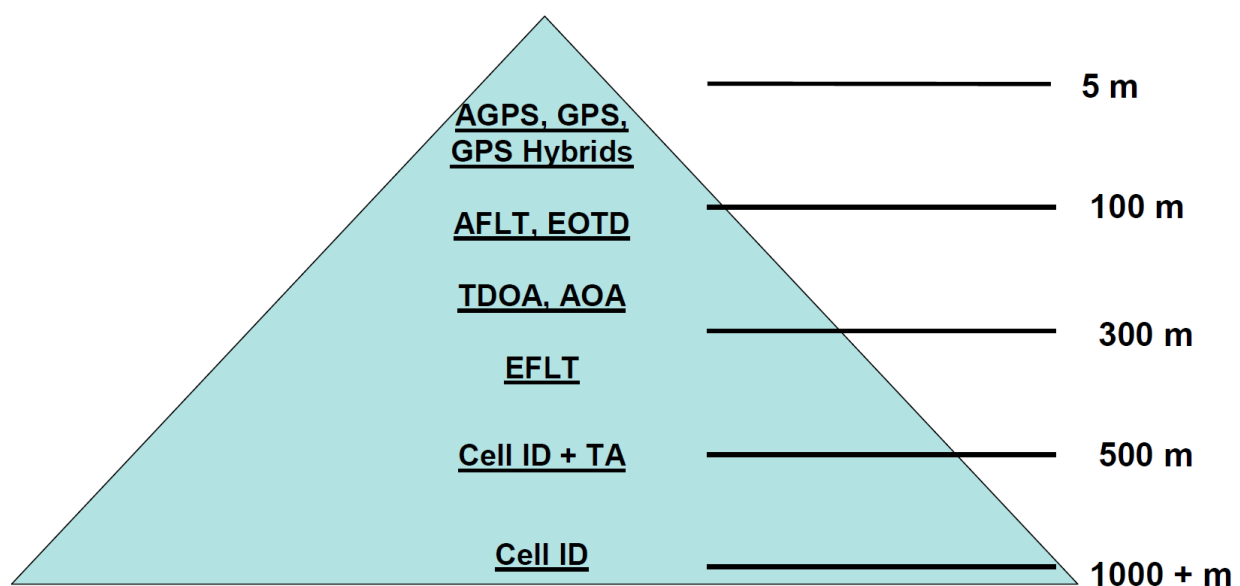 5 m
AGPS, GPS,
GPS Hybrids
100 m
AFLT, EOTD
TDOA, AOA
300 m
EFLT
Cell ID + TA
500 m
Cell ID
1000 + m